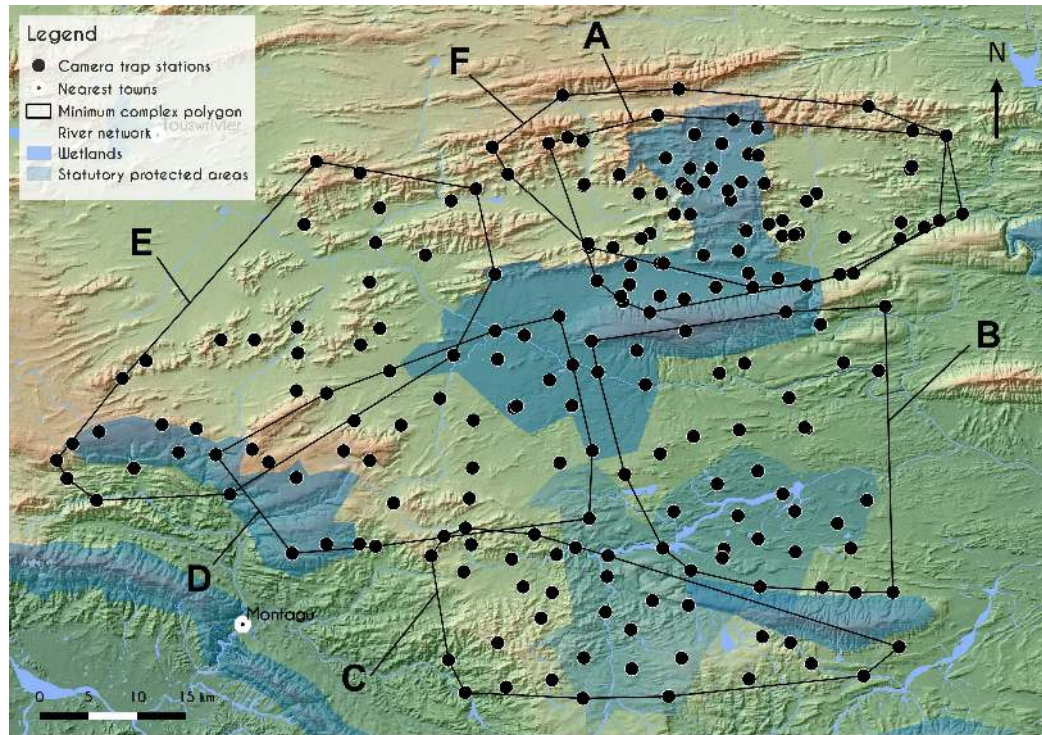 Legend
Camera trap stations
Nearest towns
Minimum complex polygon
River network
Touwsrivier
Wetlands
Statutory protected areas
A
F
N
E
B
D
Montagu
C
0 5 10 15 km